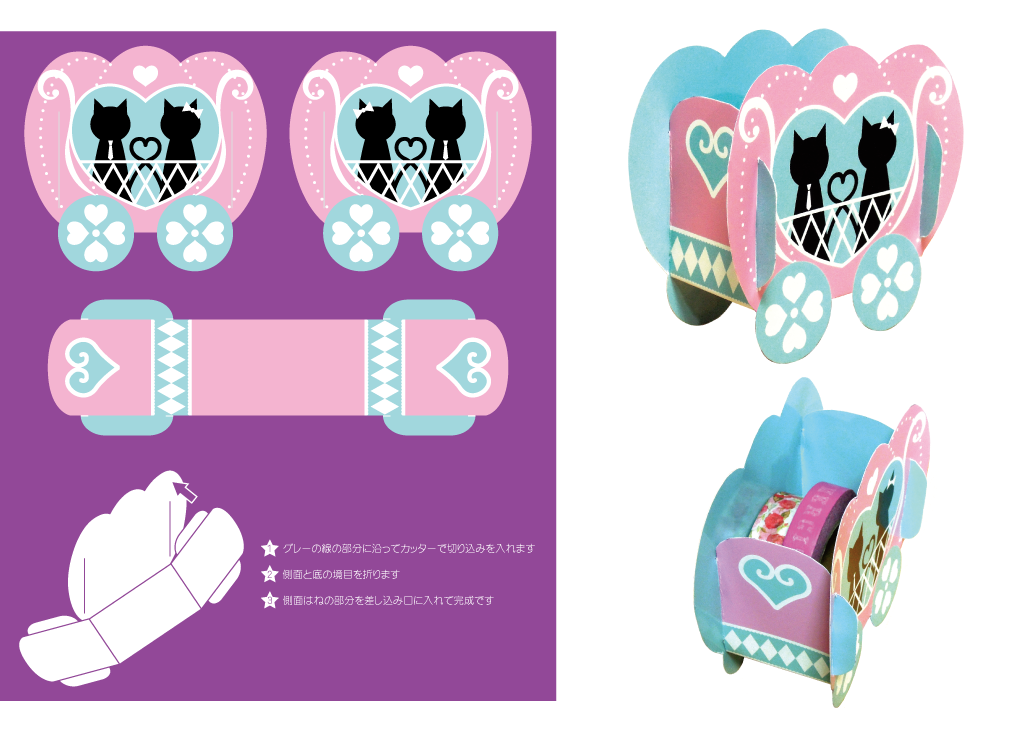 1 グレーの線の部分に沿ってカッターで切り込みを入れます
2 側面と底の境目を折ります
3 側面はねの部分を差し込み口に入れて完成です